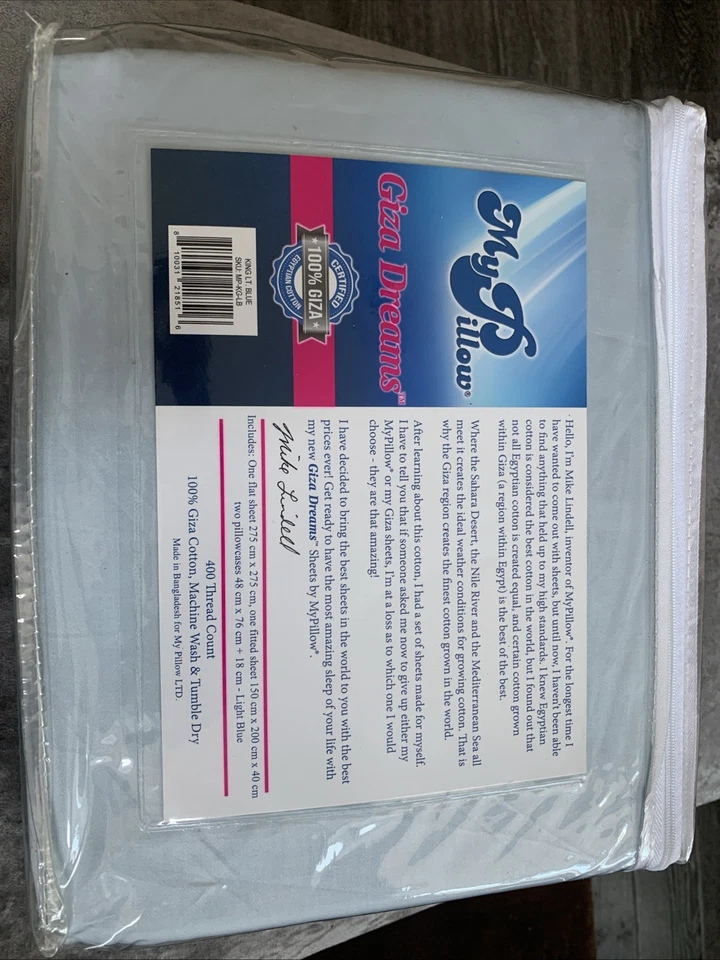 MyPillow®
Giza Dreams™
CERTIFIED
★ 100% GIZA ★
EGYPTIAN COTTON
KING LT. BLUE
SKU: MP-KG-LB
8 10031 21851 6
Hello, I'm Mike Lindell, inventor of MyPillow®. For the longest time I
have wanted to come out with sheets, but until now, I haven't been able
to find anything that held up to my high standards. I knew Egyptian
cotton is considered the best cotton in the world, but I found out that
not all Egyptian cotton is created equal, and certain cotton grown
within Giza (a region within Egypt) is the best of the best.
Where the Sahara Desert, the Nile River and the Mediterranean Sea all
meet it creates the ideal weather conditions for growing cotton. That is
why the Giza region creates the finest cotton grown in the world.
After learning about this cotton, I had a set of sheets made for myself.
I have to tell you that if someone asked me now to give up either my
MyPillow® or my Giza sheets, I'm at a loss as to which one I would
choose - they are that amazing!
I have decided to bring the best sheets in the world to you with the best
prices ever! Get ready to have the most amazing sleep of your life with
my new Giza Dreams™ Sheets by MyPillow®.
Mike Lindell
Includes: One flat sheet 275 cm x 275 cm, one fitted sheet 150 cm x 200 cm x 40 cm
two pillowcases 48 cm x 76 cm + 18 cm - Light Blue
400 Thread Count
100% Giza Cotton, Machine Wash & Tumble Dry
Made in Bangladesh for My Pillow LTD.